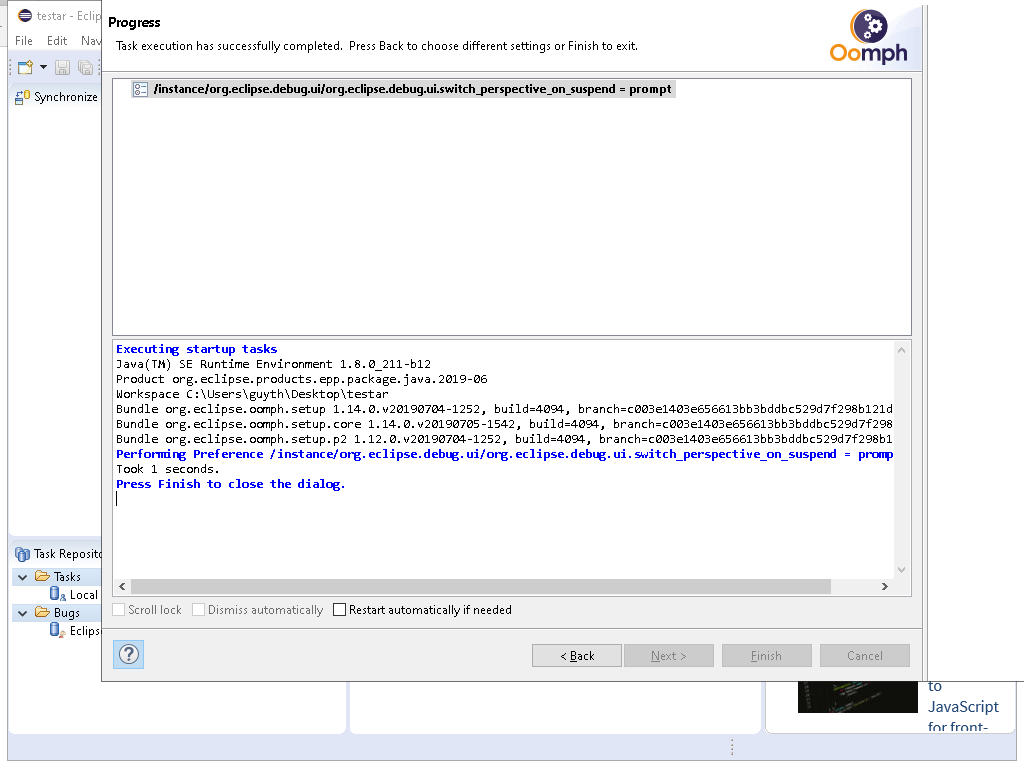 testar - Eclip
File Edit Nav
Synchronize
Progress
Task execution has successfully completed. Press Back to choose different settings or Finish to exit.
Oomph
/instance/org.eclipse.debug.ui/org.eclipse.debug.ui.switch_perspective_on_suspend = prompt
Executing startup tasks
Java(TM) SE Runtime Environment 1.8.0_211-b12
Product org.eclipse.products.epp.package.java.2019-06
Workspace C:\Users\guyth\Desktop\testar
Bundle org.eclipse.oomph.setup 1.14.0.v20190704-1252, build=4094, branch=c003e1403e656613bb3bddbc529d7f298b121d
Bundle org.eclipse.oomph.setup.core 1.14.0.v20190705-1542, build=4094, branch=c003e1403e656613bb3bddbc529d7f298
Bundle org.eclipse.oomph.setup.p2 1.12.0.v20190704-1252, build=4094, branch=c003e1403e656613bb3bddbc529d7f298b1
Performing Preference /instance/org.eclipse.debug.ui/org.eclipse.debug.ui.switch_perspective_on_suspend = promp
Took 1 seconds.
Press Finish to close the dialog.
Task Reposito
Tasks
Local
Bugs
Eclips
Scroll lock Dismiss automatically Restart automatically if needed
? < Back Next > Finish Cancel
to
JavaScript
for front-